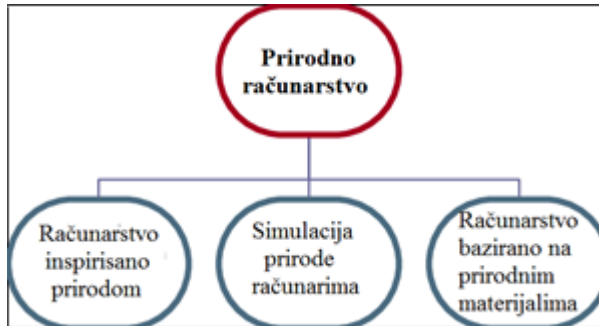 Prirodno
računarstvo
Računarstvo
inspirisano
prirodom
Simulacija
prirode
računarima
Računarstvo
bazirano na
prirodnim
materijalima